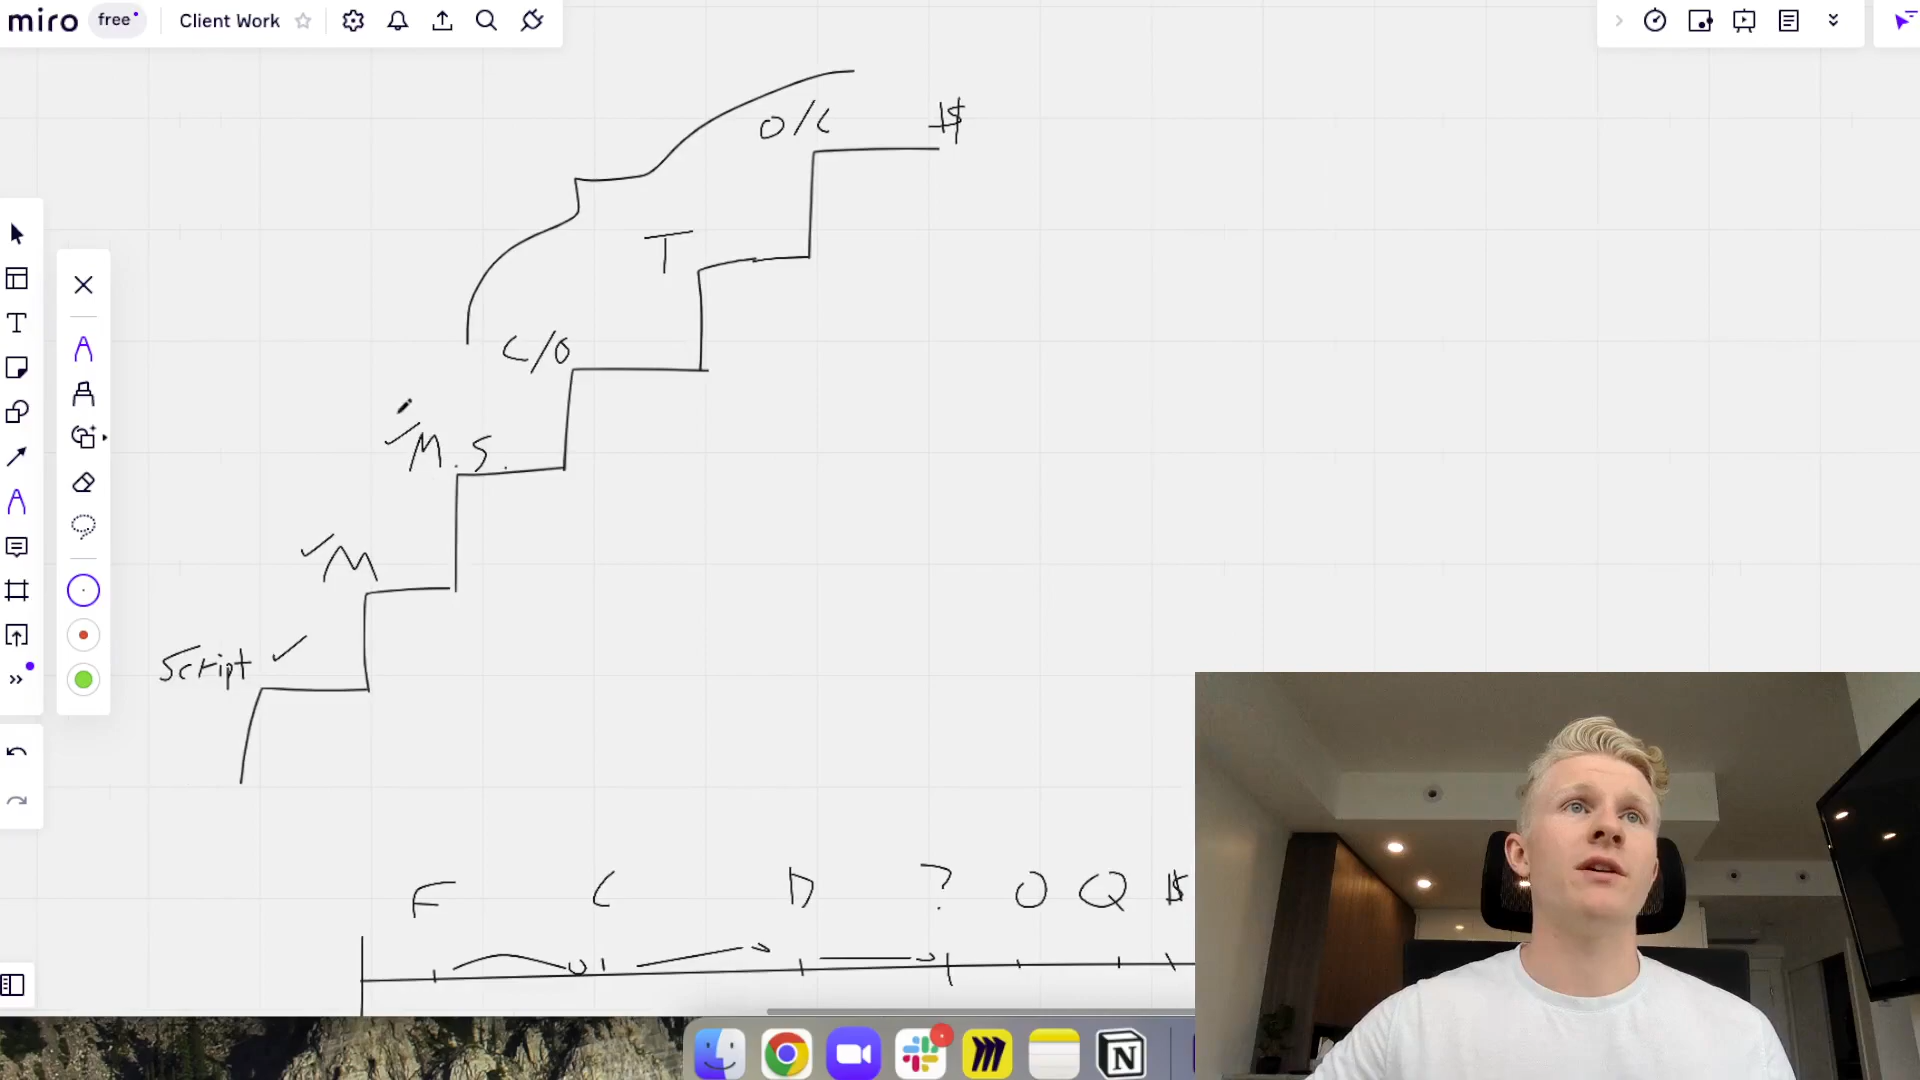 miro free Client Work
O/C $
T
C/O
M.S.
M
Script
F C D ? O Q $